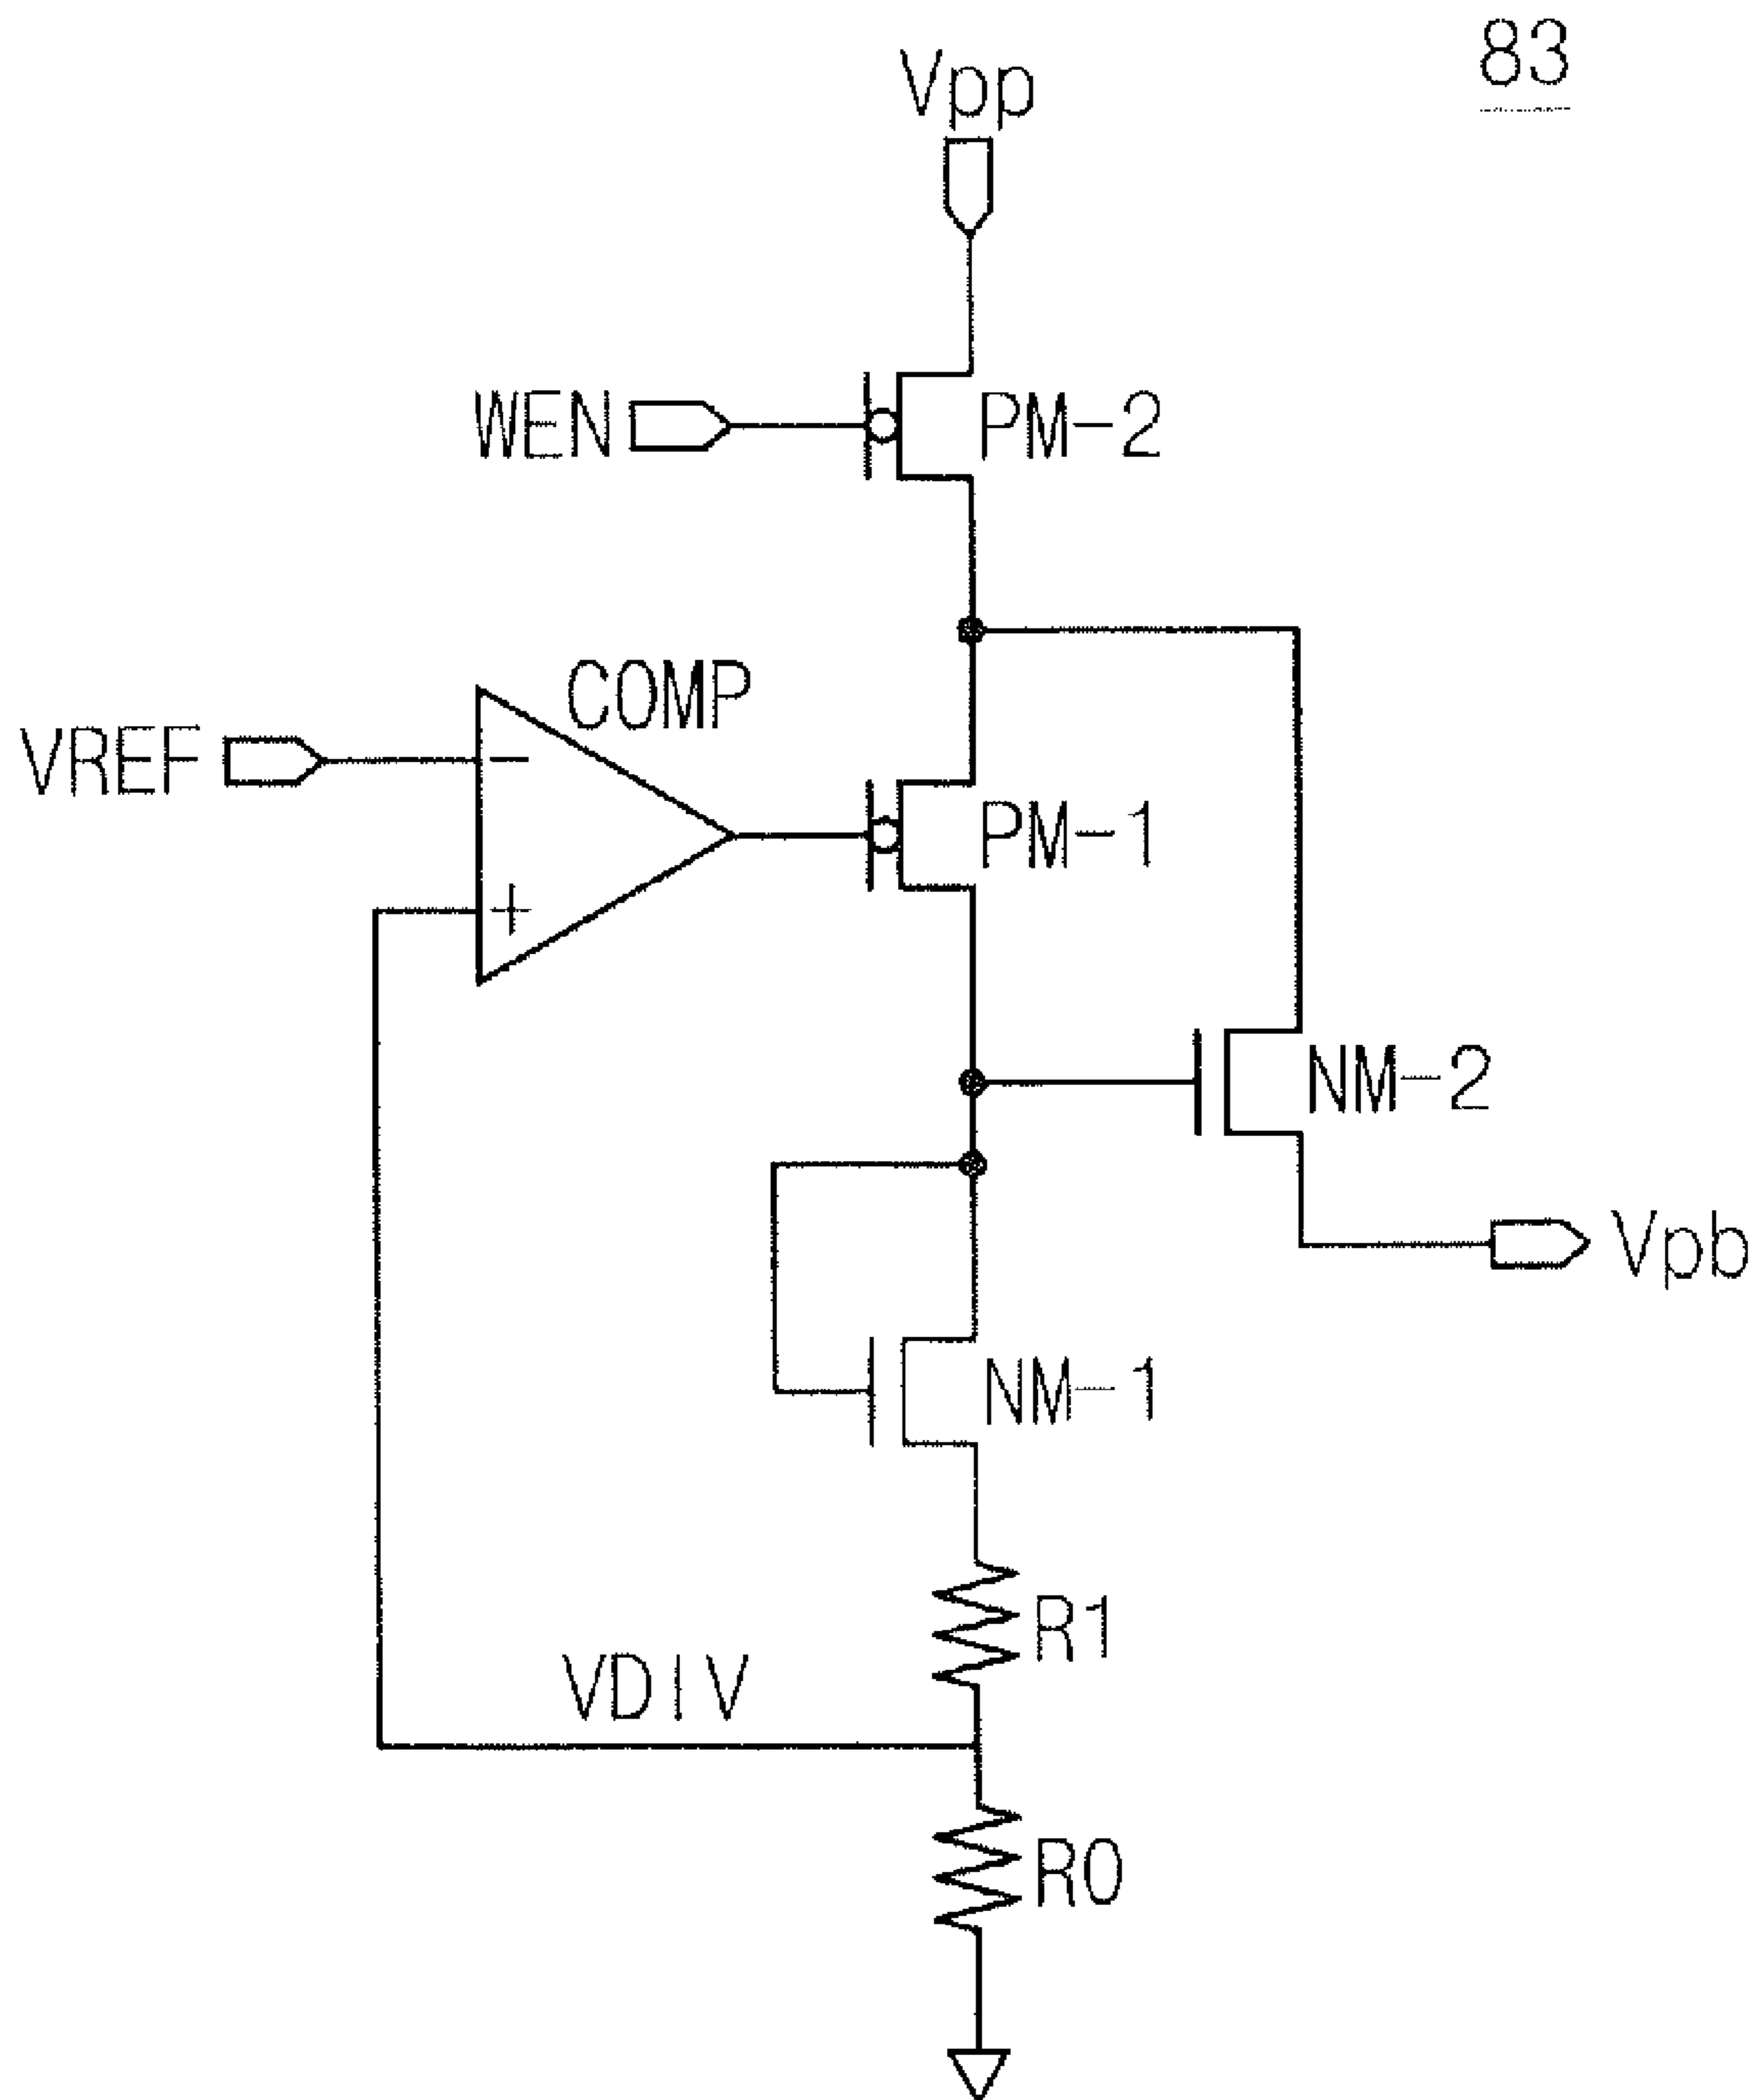 83
Vpp
WEN
PM-2
COMP
VREF
-
PM-1
+
NM-2
Vpb
NM-1
R1
VDIV
R0